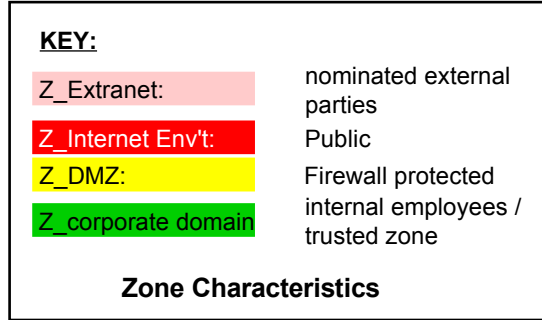 KEY:
Z_Extranet:
nominated external
parties
Z_Internet Env't:
Public
Z_DMZ:
Firewall protected
Z_corporate domain
internal employees /
trusted zone
Zone Characteristics